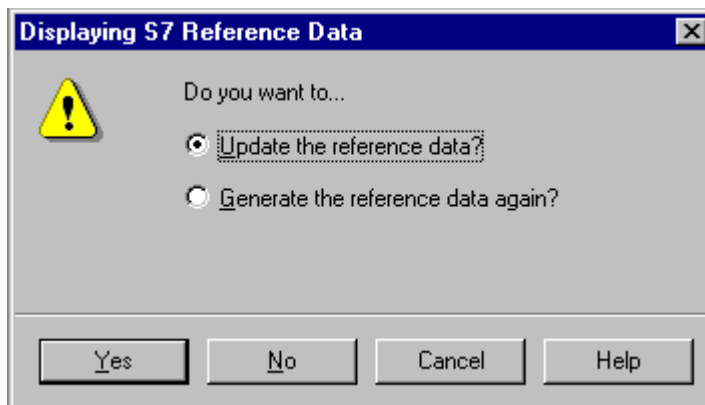 Displaying S7 Reference Data
Do you want to...
Update the reference data?
Generate the reference data again?
Yes No Cancel Help